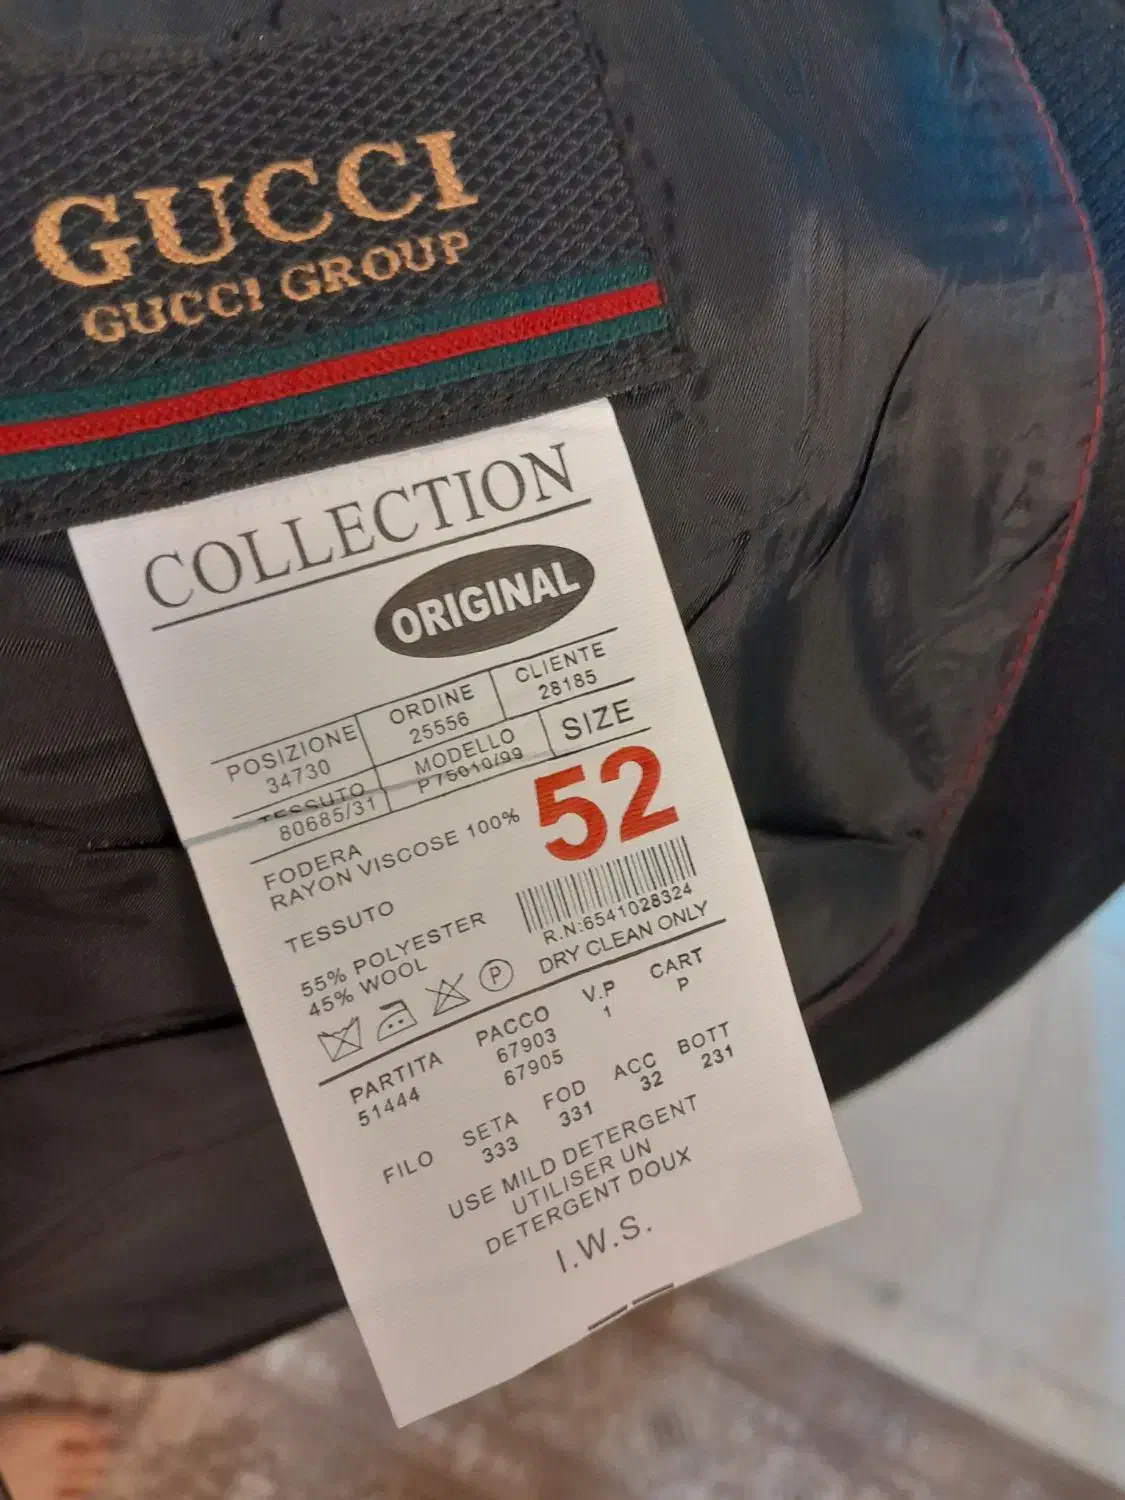 GUCCI
GUCCI GROUP
COLLECTION
ORIGINAL
POSIZIONE ORDINE CLIENTE
34730 25556 28185
TESSUTO MODELLO SIZE
80685/31 P75010/99 52
FODERA
RAYON VISCOSE 100%
TESSUTO
55% POLYESTER
45% WOOL
R.N:6541028324
DRY CLEAN ONLY
P
PARTITA PACCO V.P CART
51444 67903 1 P
67905
FILO SETA FOD ACC BOTT
333 331 32 231
USE MILD DETERGENT
UTILISER UN
DETERGENT DOUX
I.W.S.